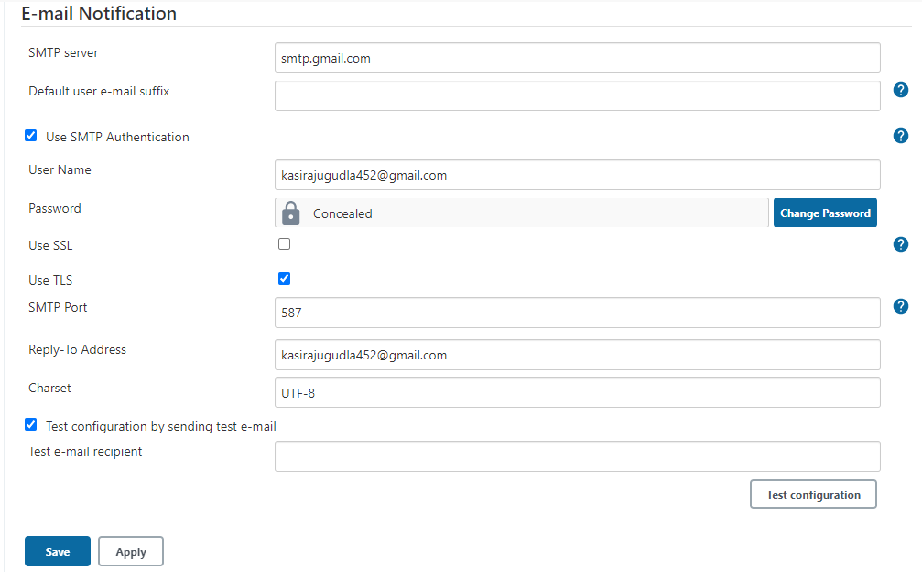 E-mail Notification
SMTP server
smtp.gmail.com
Default user e-mail suffix
?
Use SMTP Authentication
?
User Name
kasirajugudla452@gmail.com
Password
Concealed
Change Password
Use SSL
?
Use TLS
SMTP Port
587
?
Reply-To Address
kasirajugudla452@gmail.com
Charset
UTF-8
Test configuration by sending test e-mail
Test e-mail recipient
Test configuration
Save
Apply